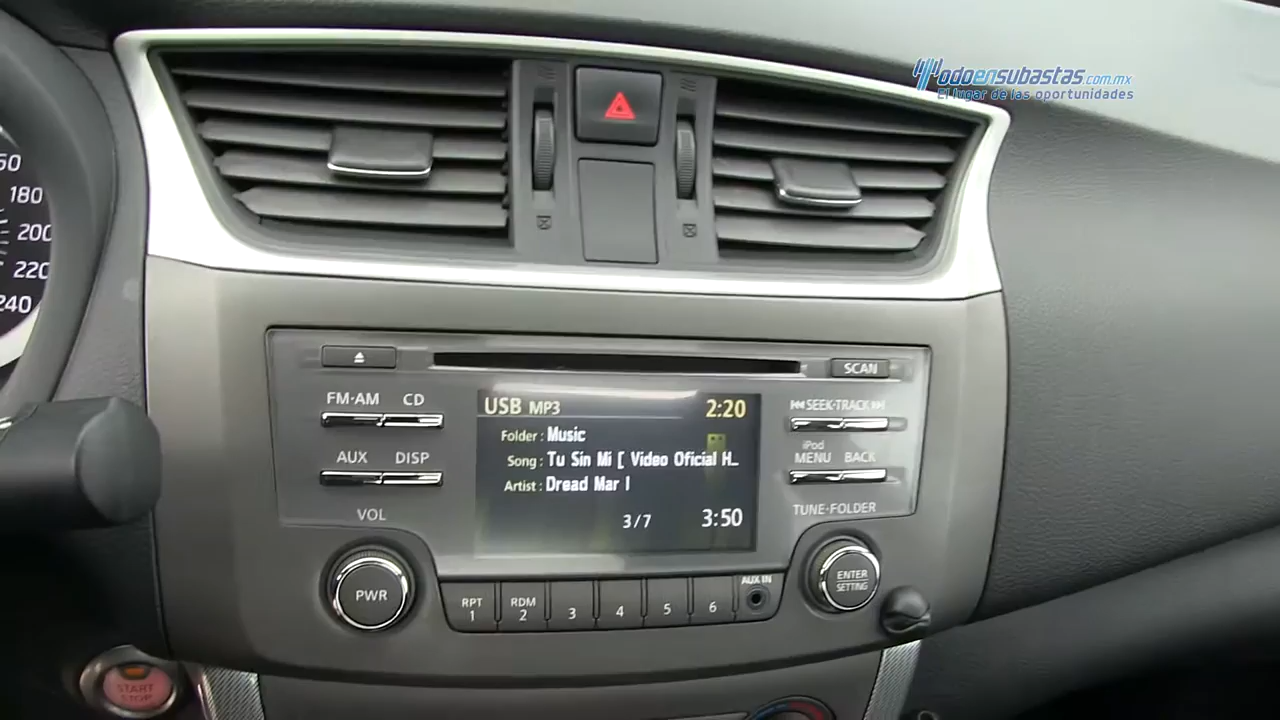 odoensubastas.com.mx
El lugar de las oportunidades
60
180
200
220
240
SCAN
FM·AM CD
USB MP3 2:20
SEEK·TRACK
Folder : Music
iPod
AUX DISP
MENU BACK
Song : Tu Sin Mi [ Video Oficial H...
Artist : Dread Mar I
VOL
3/7 3:50
TUNE·FOLDER
PWR
ENTER
SETTING
AUX IN
RPT RDM
1 2 3 4 5 6
START
STOP